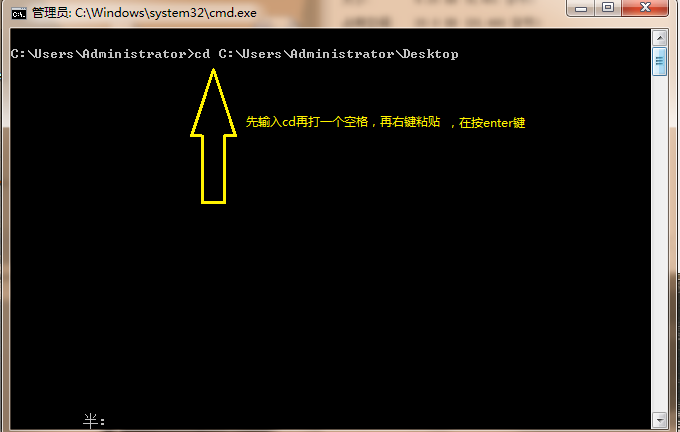 管理员: C:\Windows\system32\cmd.exe
C:\Users\Administrator>cd C:\Users\Administrator\Desktop
先输入cd再打一个空格，再右键粘贴 ，在按enter键
半: